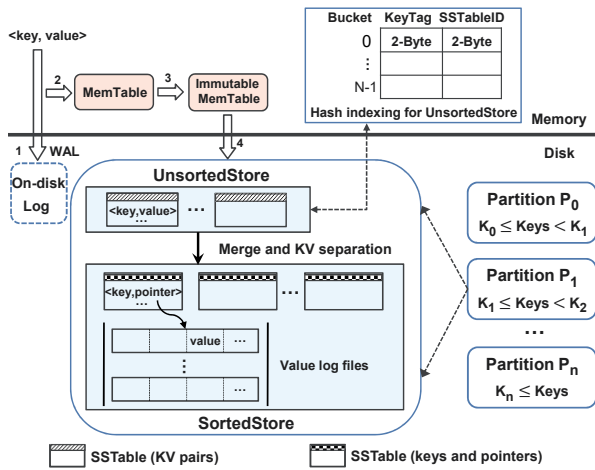 Bucket KeyTag SSTableID
<key, value>
0 2-Byte 2-Byte
⋮
N-1
2
MemTable
3
Immutable
MemTable
Hash indexing for UnsortedStore
Memory
1 WAL
4
Disk
On-disk
Log
UnsortedStore
<key,value>
...
...
Merge and KV separation
<key,pointer>
...
...
value ...
⋮
...
Value log files
SortedStore
Partition P0
K0 ≤ Keys < K1
Partition P1
K1 ≤ Keys < K2
...
Partition Pn
Kn ≤ Keys
SSTable (KV pairs)
SSTable (keys and pointers)